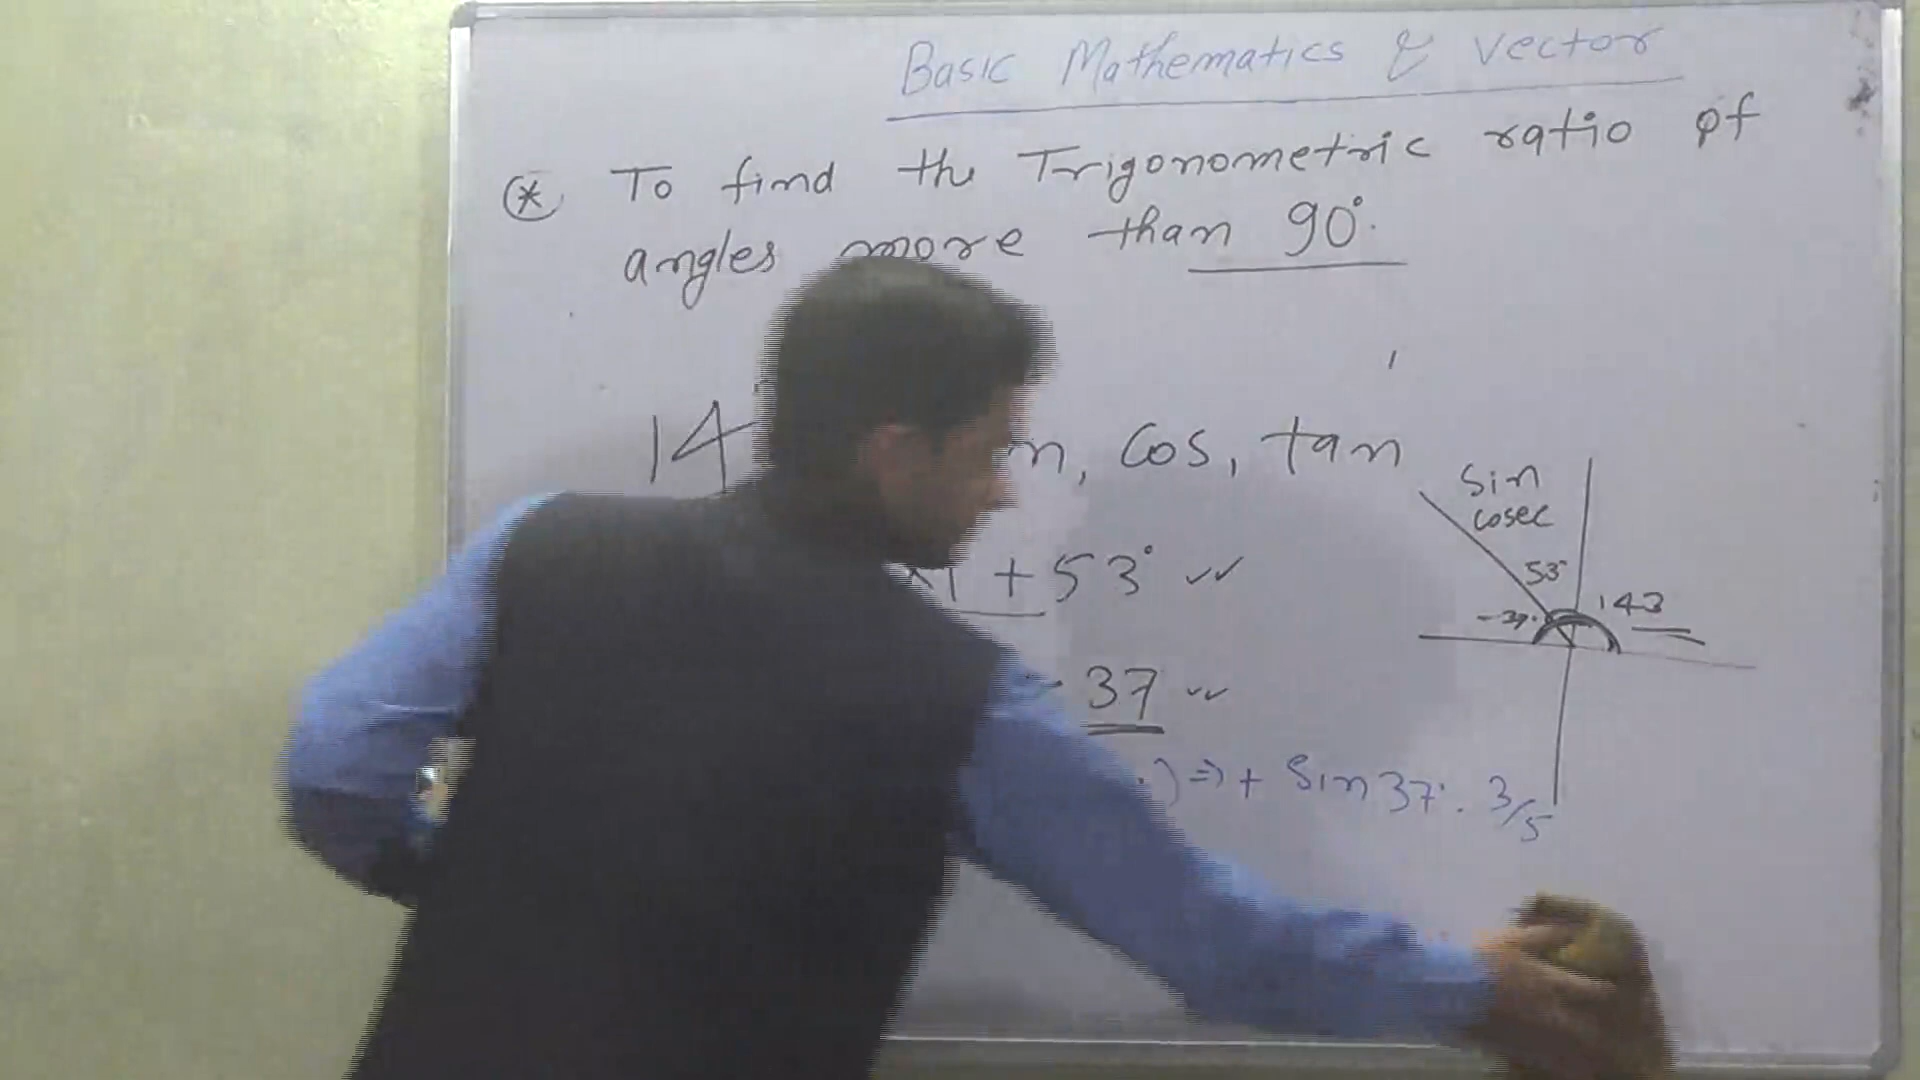 Basic Mathematics & Vector
* To find the Trigonometric ratio of
angles more than 90°.
14 n, Cos, tan
Sin
Cosec
+ 53° ✓✓
53°
143
-37°
- 37 ✓✓
) => + Sin 37°. 3/5